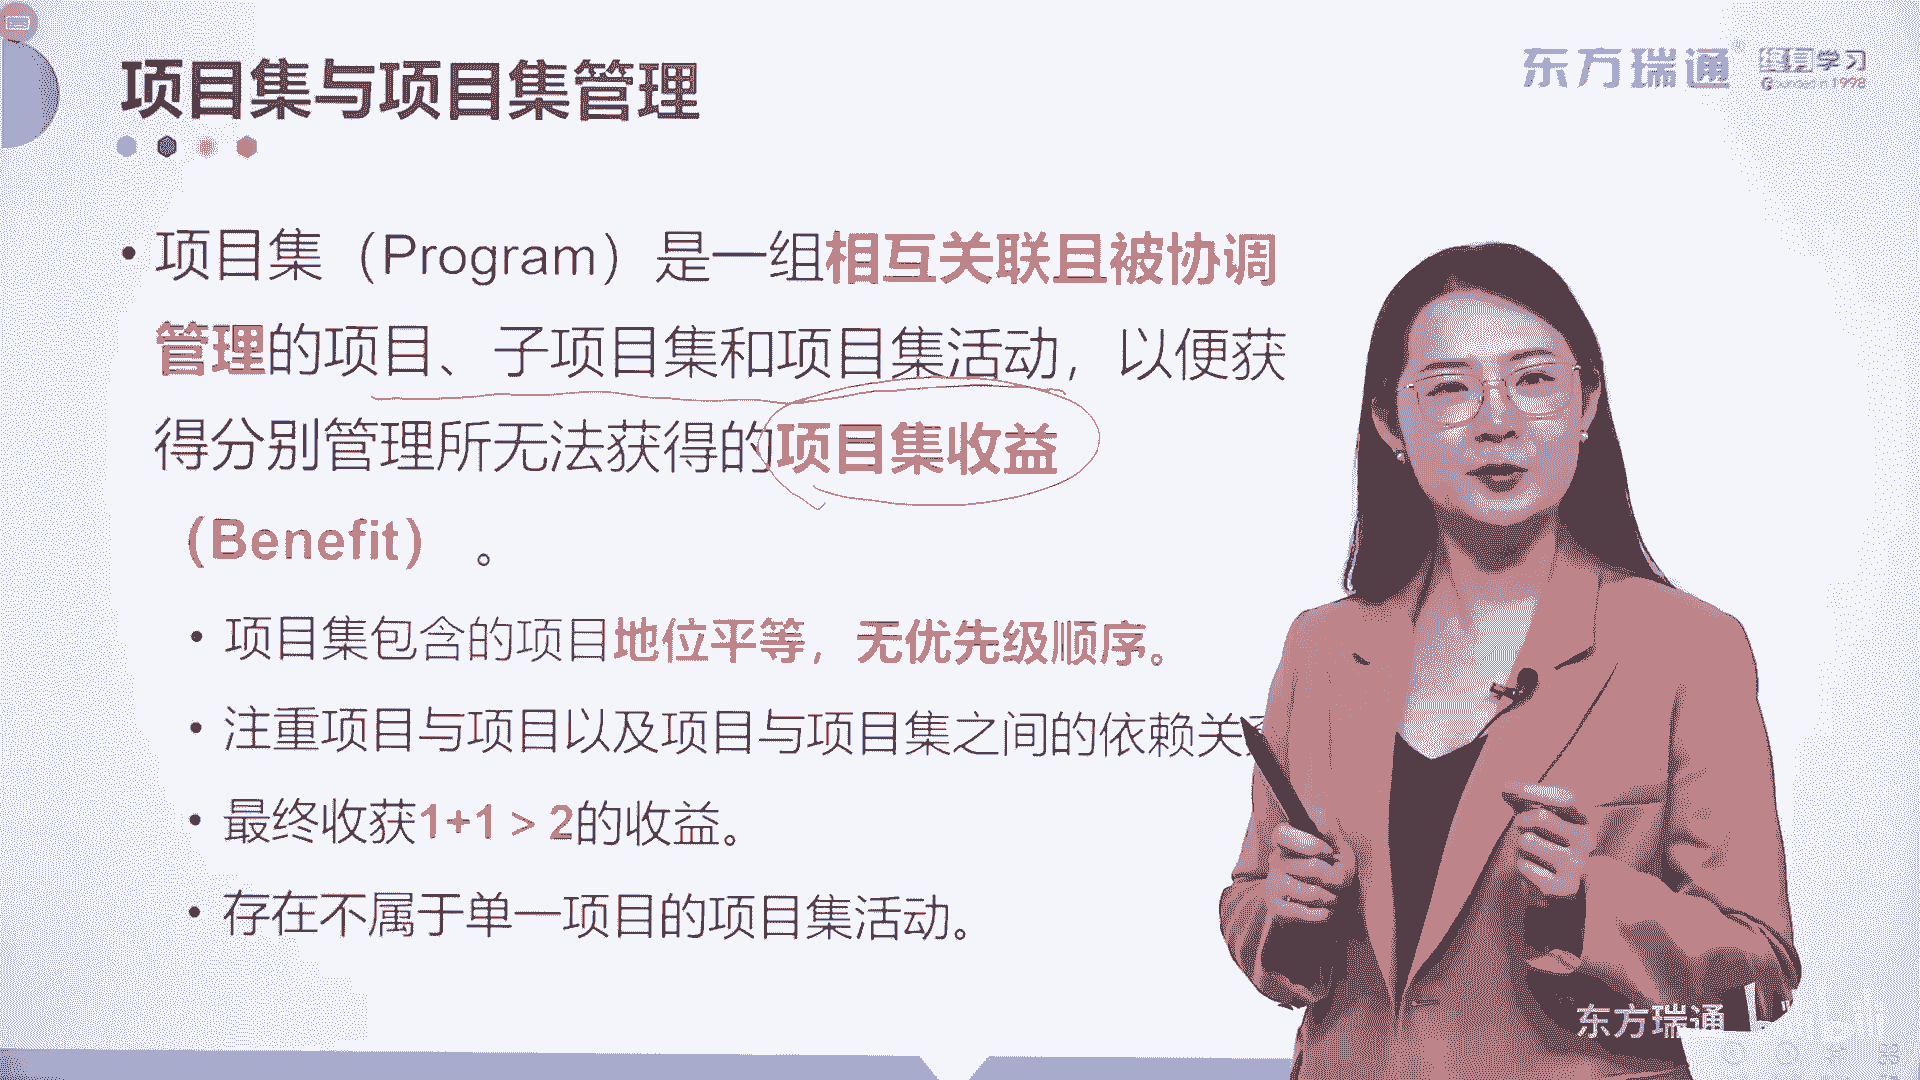 项目集与项目集管理
东方瑞通® 终身学习
Founded in 1998
• 项目集（Program）是一组相互关联且被协调
管理的项目、子项目集和项目集活动，以便获
得分别管理所无法获得的项目集收益
（Benefit）。
• 项目集包含的项目地位平等，无优先级顺序。
• 注重项目与项目以及项目与项目集之间的依赖关
• 最终收获1+1 > 2的收益。
• 存在不属于单一项目的项目集活动。
东方瑞通